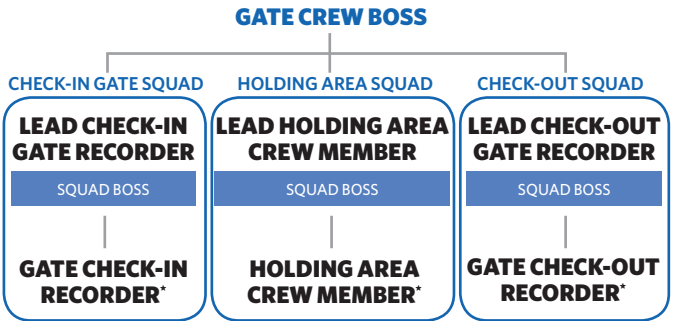 GATE CREW BOSS
CHECK-IN GATE SQUAD
HOLDING AREA SQUAD
CHECK-OUT SQUAD
LEAD CHECK-IN
GATE RECORDER
SQUAD BOSS
GATE CHECK-IN
RECORDER*
LEAD HOLDING AREA
CREW MEMBER
SQUAD BOSS
HOLDING AREA
CREW MEMBER*
LEAD CHECK-OUT
GATE RECORDER
SQUAD BOSS
GATE CHECK-OUT
RECORDER*